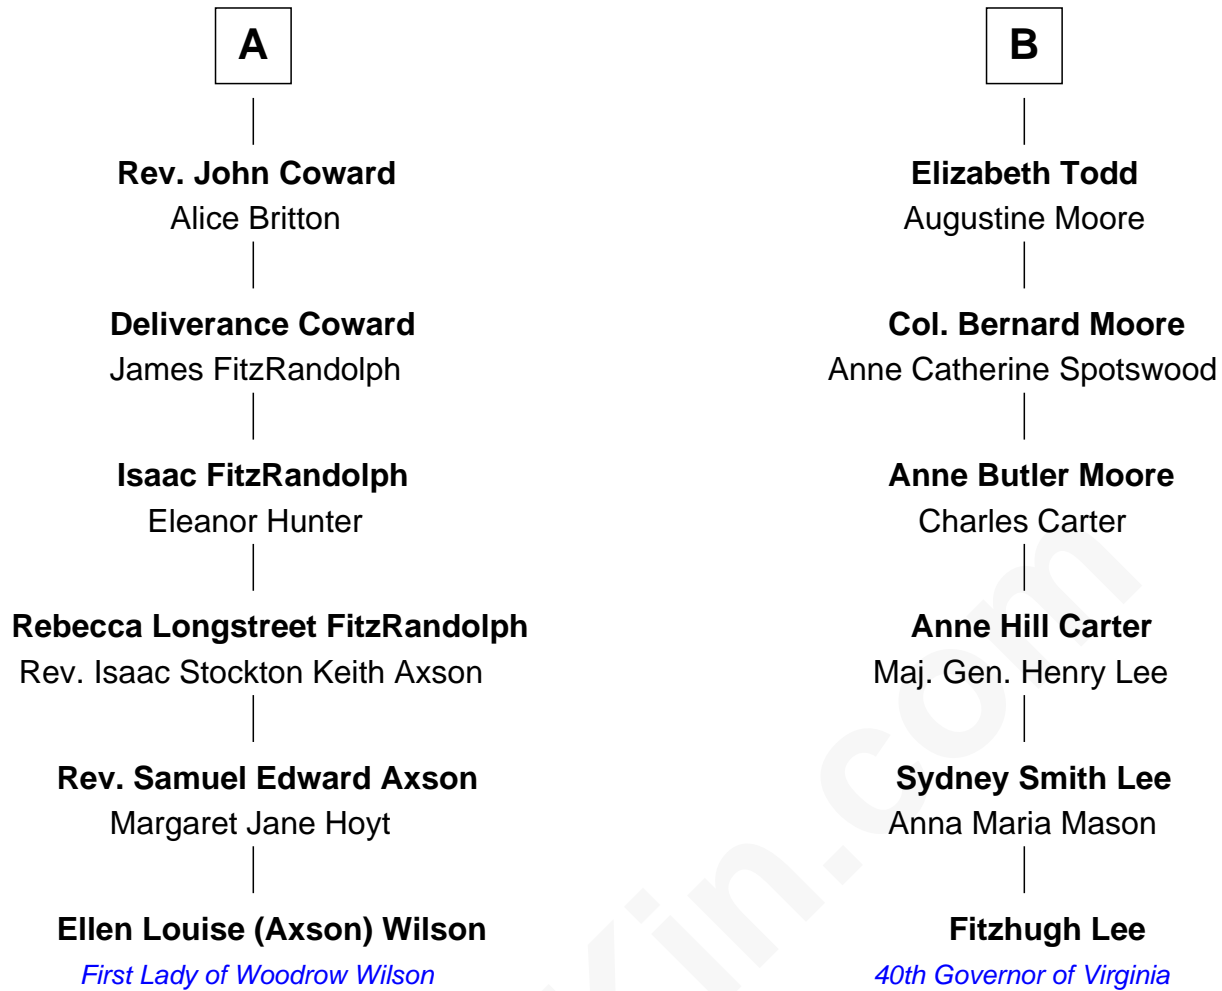 A
Rev. John Coward
Alice Britton
Deliverance Coward
James FitzRandolph
Isaac FitzRandolph
Eleanor Hunter
Rebecca Longstreet FitzRandolph
Rev. Isaac Stockton Keith Axson
Rev. Samuel Edward Axson
Margaret Jane Hoyt
Ellen Louise (Axson) Wilson
First Lady of Woodrow Wilson
B
Elizabeth Todd
Augustine Moore
Col. Bernard Moore
Anne Catherine Spotswood
Anne Butler Moore
Charles Carter
Anne Hill Carter
Maj. Gen. Henry Lee
Sydney Smith Lee
Anna Maria Mason
Fitzhugh Lee
40th Governor of Virginia